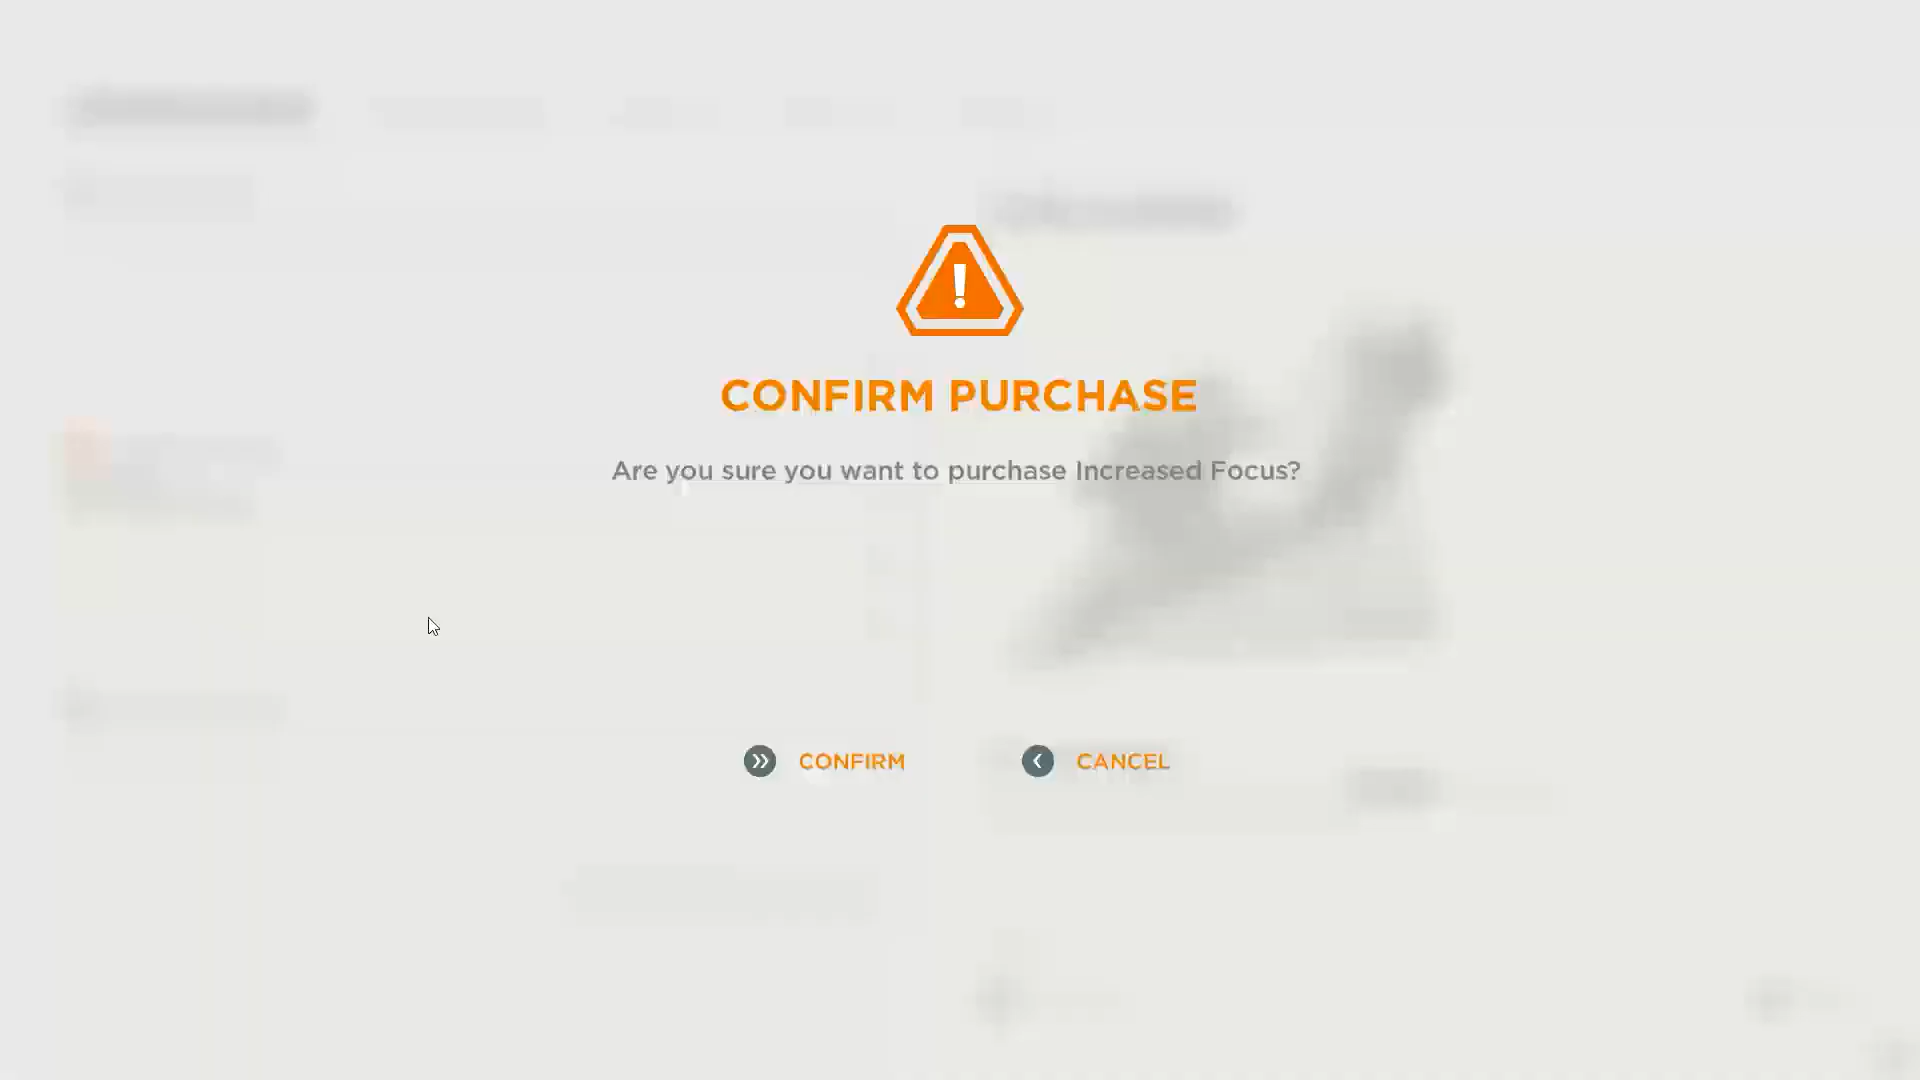 CONFIRM PURCHASE
Are you sure you want to purchase Increased Focus?
CONFIRM
CANCEL